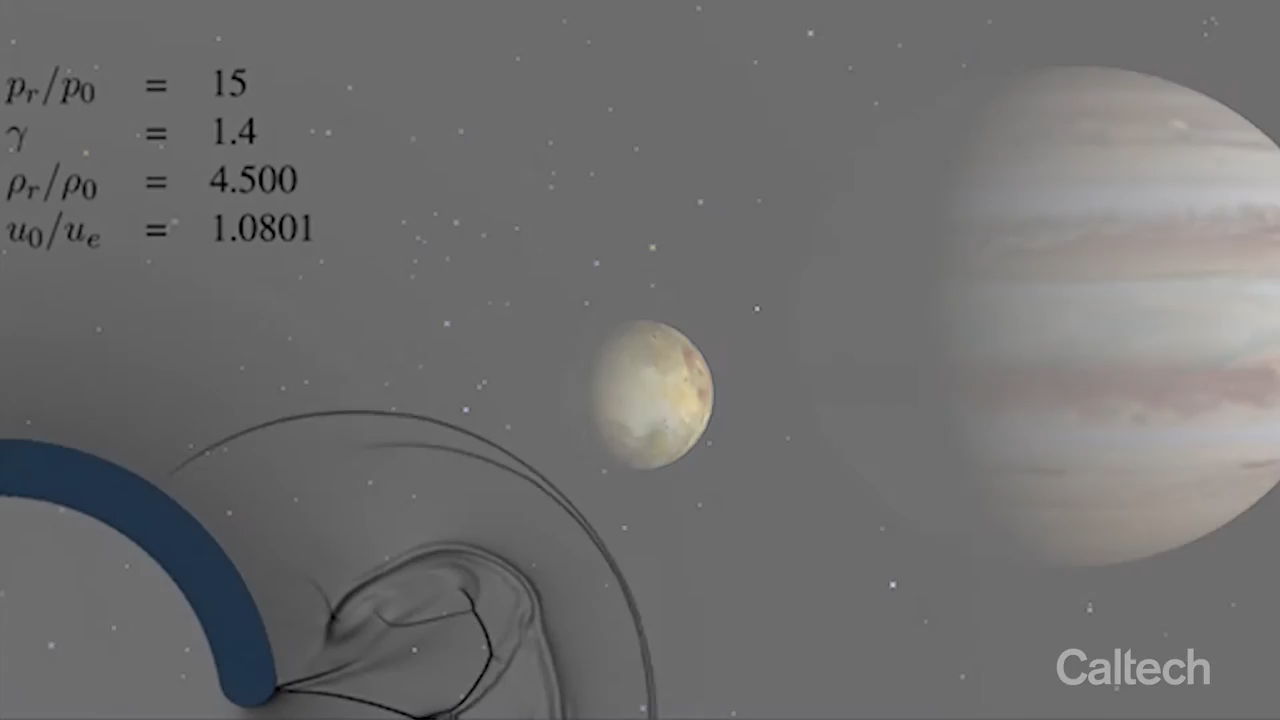 p_r/p_0 = 15
γ = 1.4
ρ_r/ρ_0 = 4.500
u_0/u_e = 1.0801
Caltech